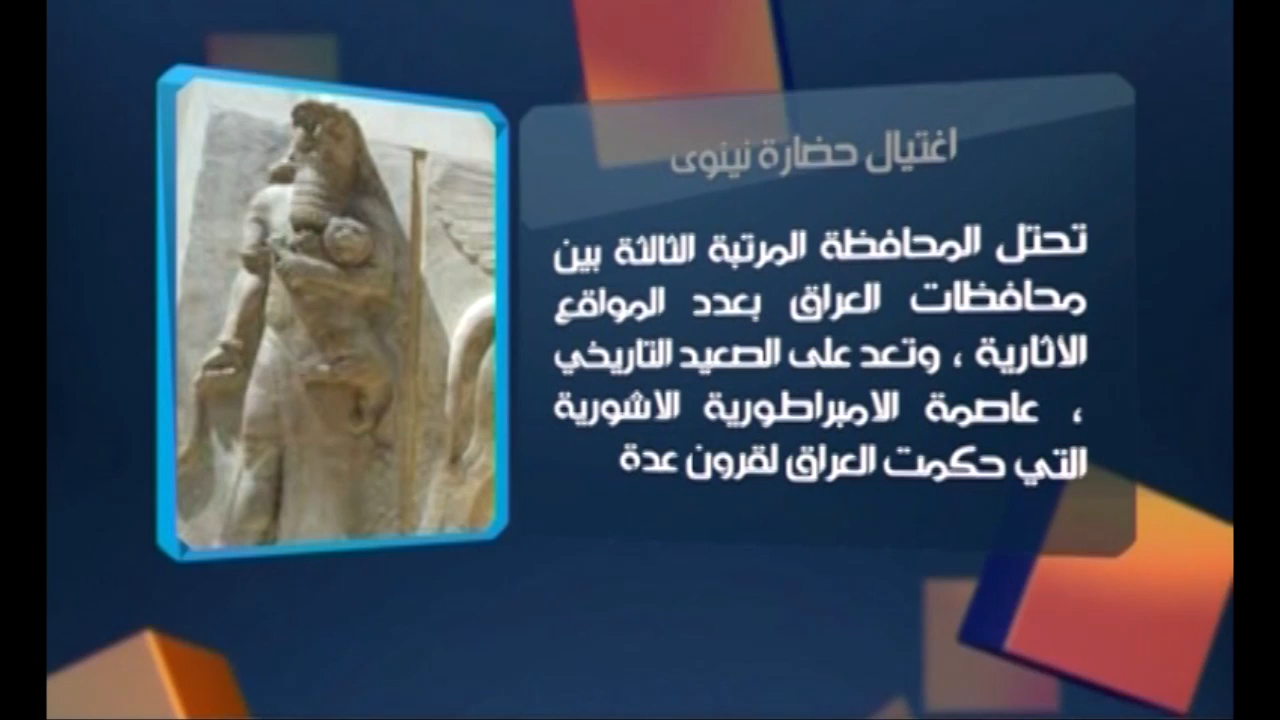 اغتيال حضارة نينوى
تحتل المحافظة المرتبة الثالثة بين
محافظات العراق بعدد المواقع
الاثارية ، وتعد على الصعيد التاريخي
، عاصمة الامبراطورية الاشورية
التي حكمت العراق لقرون عدة